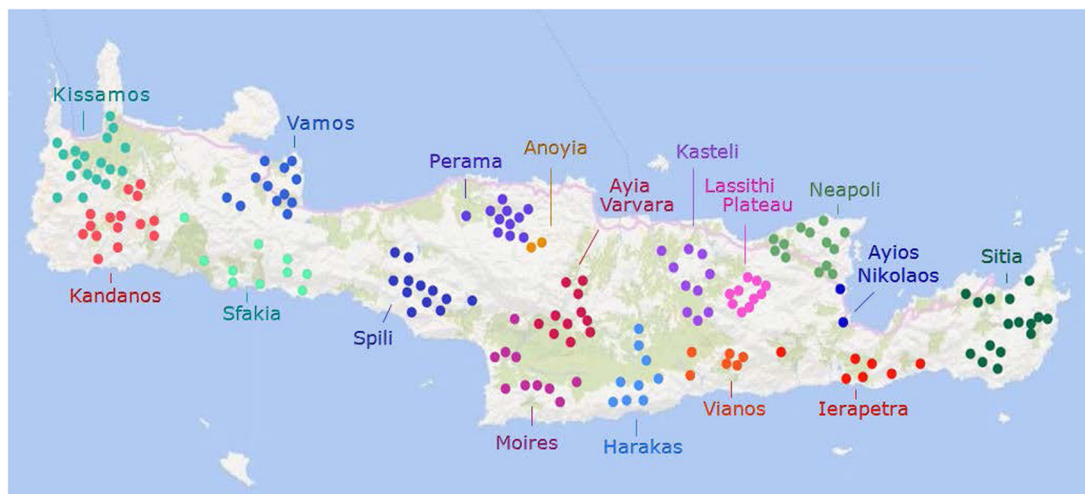 Kissamos
Vamos
Perama
Anoyia
Kasteli
Ayia
Varvara
Lassithi
Plateau
Neapoli
Ayios
Nikolaos
Sitia
Kandanos
Sfakia
Spili
Moires
Harakas
Vianos
Ierapetra